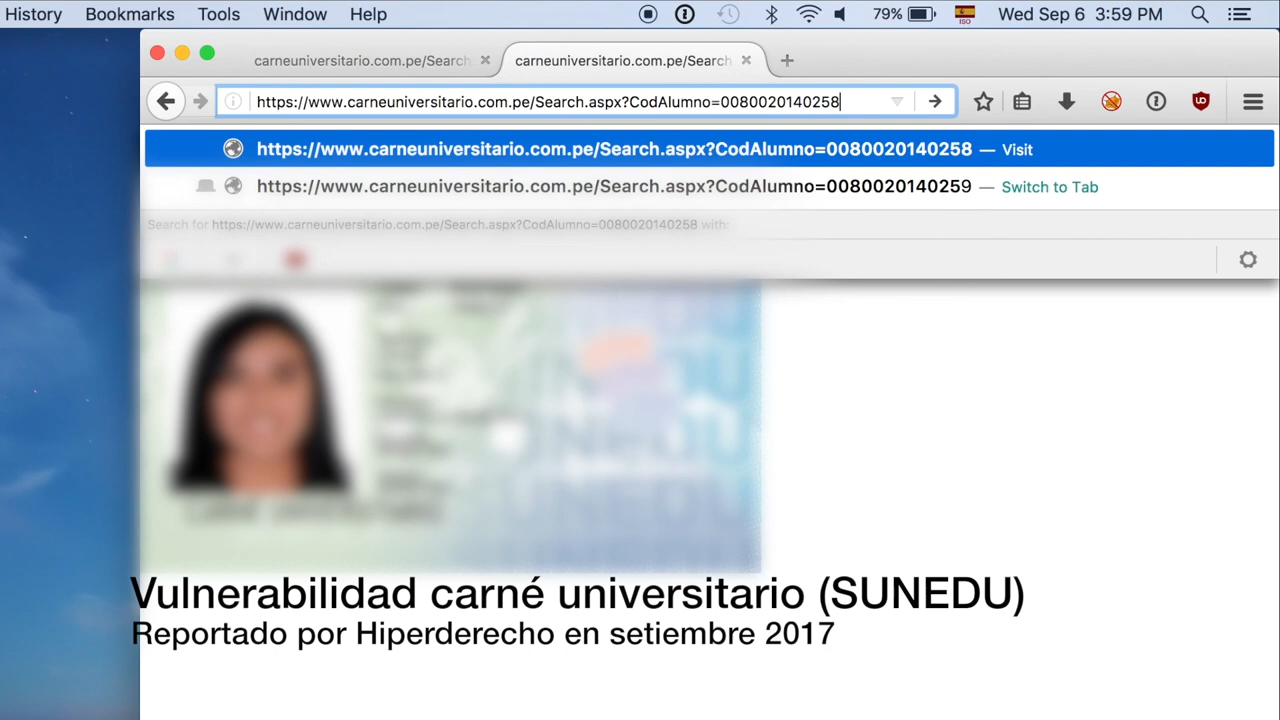 History Bookmarks Tools Window Help 79% ISO Wed Sep 6 3:59 PM
carneuniversitario.com.pe/Search carneuniversitario.com.pe/Search
https://www.carneuniversitario.com.pe/Search.aspx?CodAlumno=0080020140258
https://www.carneuniversitario.com.pe/Search.aspx?CodAlumno=0080020140258 — Visit
https://www.carneuniversitario.com.pe/Search.aspx?CodAlumno=0080020140259 — Switch to Tab
Search for https://www.carneuniversitario.com.pe/Search.aspx?CodAlumno=0080020140258 with:
Vulnerabilidad carné universitario (SUNEDU)
Reportado por Hiperderecho en setiembre 2017